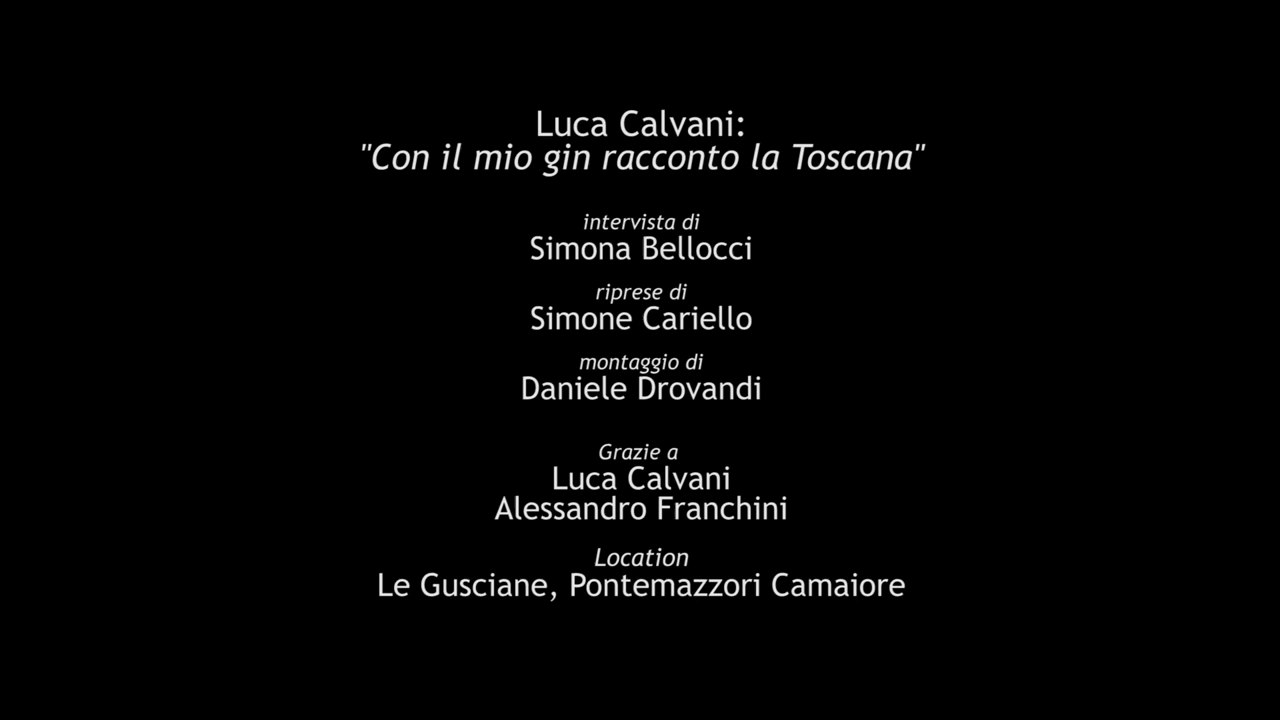 Luca Calvani:
"Con il mio gin racconto la Toscana"
intervista di
Simona Bellocci
riprese di
Simone Cariello
montaggio di
Daniele Drovandi
Grazie a
Luca Calvani
Alessandro Franchini
Location
Le Gusciane, Pontemazzori Camaiore